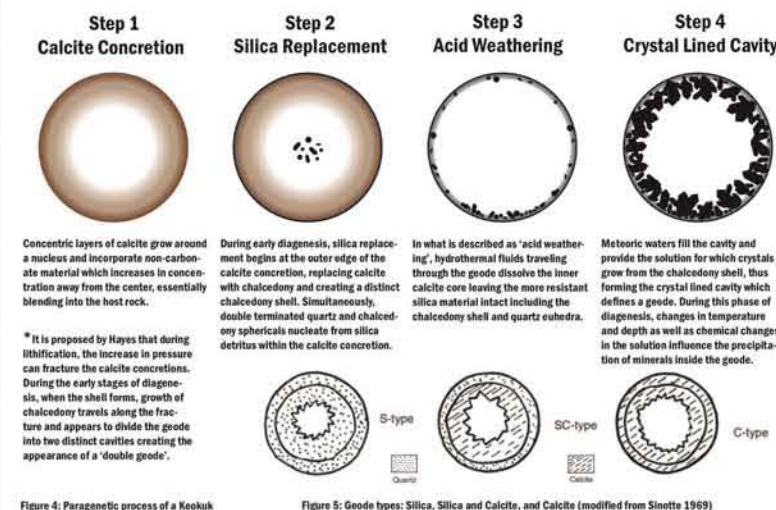 Step 1
Calcite Concretion
Step 2
Silica Replacement
Step 3
Acid Weathering
Step 4
Crystal Lined Cavity
Concentric layers of calcite grow around
a nucleus and incorporate non-carbon-
ate material which increases in concen-
tration away from the center, essentially
blending into the host rock.
*It is proposed by Hayes that during
lithification, the increase in pressure
can fracture the calcite concretions.
During the early stages of diagene-
sis, when the shell forms, growth of
chalcedony travels along the frac-
ture and appears to divide the geode
into two distinct cavities creating the
appearance of a 'double geode'.
During early diagenesis, silica replace-
ment begins at the outer edge of the
calcite concretion, replacing calcite
with chalcedony and creating a distinct
chalcedony shell. Simultaneously,
double terminated quartz and chalced-
ony sphericals nucleate from silica
detritus within the calcite concretion.
In what is described as 'acid weather-
ing', hydrothermal fluids traveling
through the geode dissolve the inner
calcite core leaving the more resistant
silica material intact including the
chalcedony shell and quartz euhedra.
Meteoric waters fill the cavity and
provide the solution for which crystals
grow from the chalcedony shell, thus
forming the crystal lined cavity which
defines a geode. During this phase of
diagenesis, changes in temperature
and depth as well as chemical changes
in the solution influence the precipita-
tion of minerals inside the geode.
S-type
Quartz
SC-type
Calcite
C-type
Figure 4: Paragenetic process of a Keokuk
Figure 5: Geode types: Silica, Silica and Calcite, and Calcite (modified from Sinotte 1969)